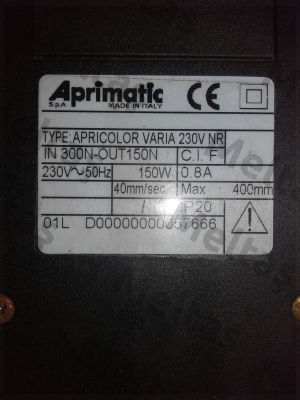 Aprimatic CE
S.p.A. MADE IN ITALY
TYPE: APRICOLOR VARIA 230V NR
IN 300N-OUT150N C.I. F
230V~50Hz 150W 0.8A
40mm/sec. Max 400mm
/ P20
01L D00000000057666